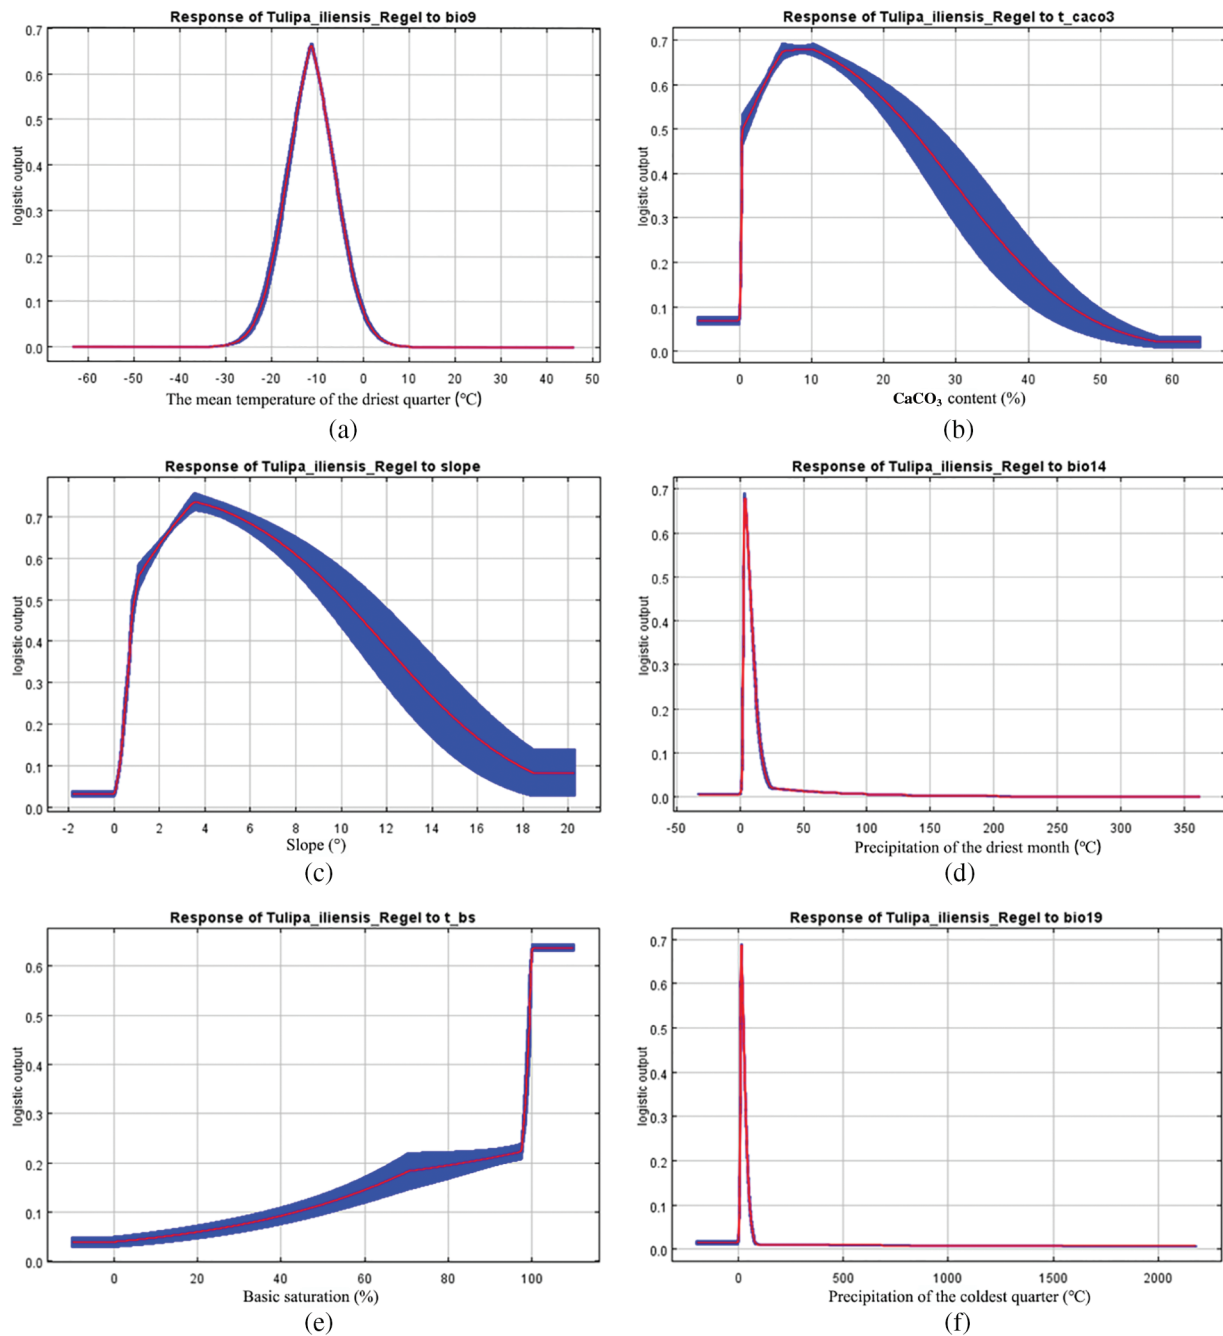 Response of Tulipa_iliensis_Regel to bio9
logistic output
0.7
0.6
0.5
0.4
0.3
0.2
0.1
0.0
-60 -50 -40 -30 -20 -10 0 10 20 30 40 50
The mean temperature of the driest quarter (℃)
(a)
Response of Tulipa_iliensis_Regel to t_caco3
logistic output
0.7
0.6
0.5
0.4
0.3
0.2
0.1
0.0
0 10 20 30 40 50 60
CaCO₃ content (%)
(b)
Response of Tulipa_iliensis_Regel to slope
logistic output
0.7
0.6
0.5
0.4
0.3
0.2
0.1
0.0
-2 0 2 4 6 8 10 12 14 16 18 20
Slope (°)
(c)
Response of Tulipa_iliensis_Regel to bio14
logistic output
0.7
0.6
0.5
0.4
0.3
0.2
0.1
0.0
-50 0 50 100 150 200 250 300 350
Precipitation of the driest month (℃)
(d)
Response of Tulipa_iliensis_Regel to t_bs
logistic output
0.6
0.5
0.4
0.3
0.2
0.1
0.0
0 20 40 60 80 100
Basic saturation (%)
(e)
Response of Tulipa_iliensis_Regel to bio19
logistic output
0.7
0.6
0.5
0.4
0.3
0.2
0.1
0.0
0 500 1000 1500 2000
Precipitation of the coldest quarter (℃)
(f)